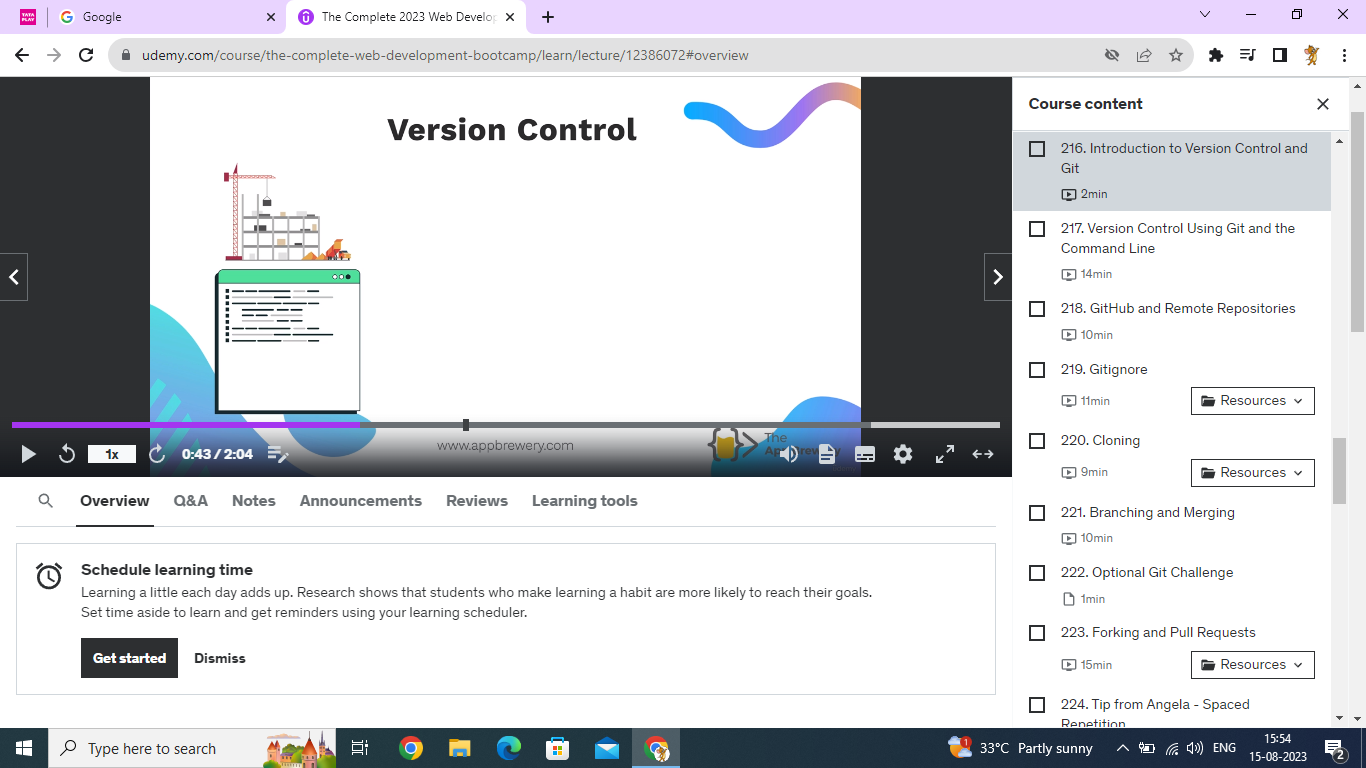 TATA PLAY
Google
The Complete 2023 Web Develop
udemy.com/course/the-complete-web-development-bootcamp/learn/lecture/12386072#overview
Version Control
www.appbrewery.com
The
App Brewery
1x
0:43 / 2:04
Course content
216. Introduction to Version Control and
Git
2min
217. Version Control Using Git and the
Command Line
14min
218. GitHub and Remote Repositories
10min
219. Gitignore
11min
Resources
220. Cloning
9min
Resources
221. Branching and Merging
10min
222. Optional Git Challenge
1min
223. Forking and Pull Requests
15min
Resources
224. Tip from Angela - Spaced
Repetition
Overview
Q&A
Notes
Announcements
Reviews
Learning tools
Schedule learning time
Learning a little each day adds up. Research shows that students who make learning a habit are more likely to reach their goals.
Set time aside to learn and get reminders using your learning scheduler.
Get started
Dismiss
Type here to search
1
33°C Partly sunny
ENG
15:54
15-08-2023
2